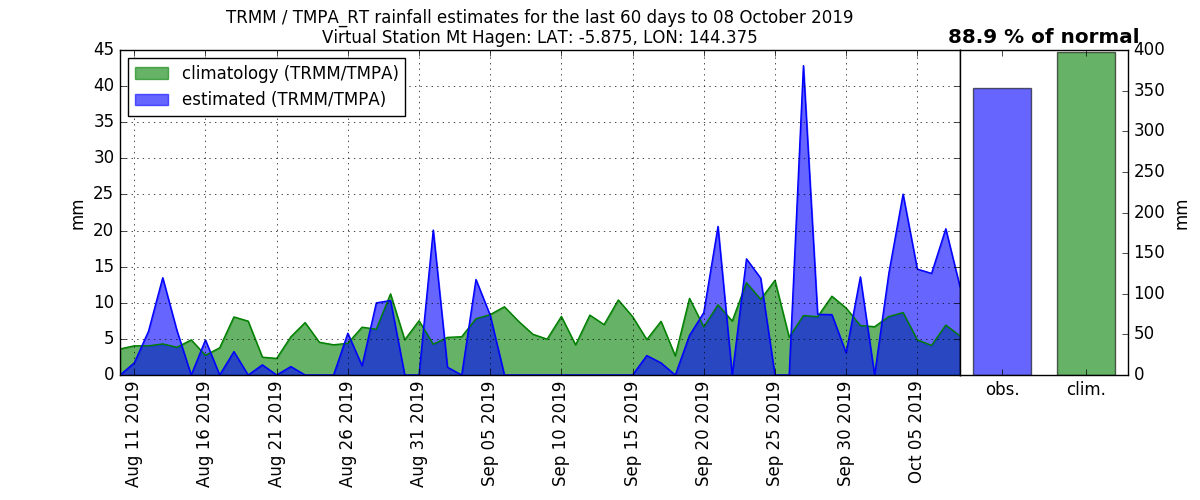 TRMM / TMPA_RT rainfall estimates for the last 60 days to 08 October 2019
Virtual Station Mt Hagen: LAT: -5.875, LON: 144.375
88.9 % of normal
climatology (TRMM/TMPA)
estimated (TRMM/TMPA)
mm
45
40
35
30
25
20
15
10
5
0
Aug 11 2019
Aug 16 2019
Aug 21 2019
Aug 26 2019
Aug 31 2019
Sep 05 2019
Sep 10 2019
Sep 15 2019
Sep 20 2019
Sep 25 2019
Sep 30 2019
Oct 05 2019
obs.
clim.
400
350
300
250
200
150
100
50
0
mm